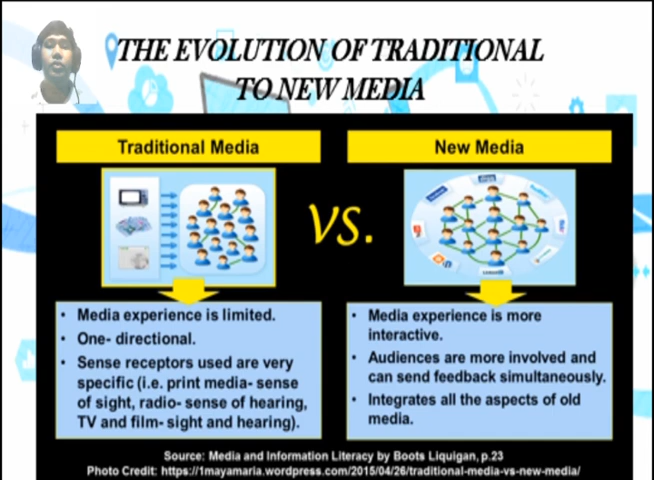 THE EVOLUTION OF TRADITIONAL
TO NEW MEDIA
Traditional Media
New Media
VS.
• Media experience is limited.
• One- directional.
• Sense receptors used are very
specific (i.e. print media- sense
of sight, radio- sense of hearing,
TV and film- sight and hearing).
• Media experience is more
interactive.
• Audiences are more involved and
can send feedback simultaneously.
• Integrates all the aspects of old
media.
Source: Media and Information Literacy by Boots Liquigan, p.23
Photo Credit: https://1mayamaria.wordpress.com/2015/04/26/traditional-media-vs-new-media/